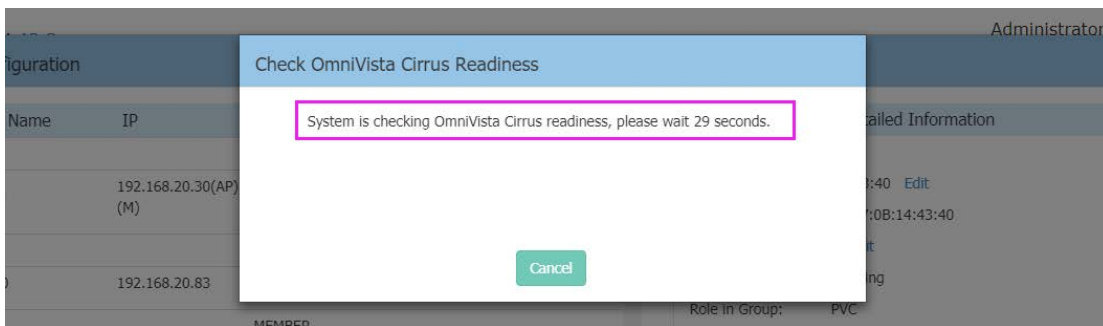 Administrator
figuration
Check OmniVista Cirrus Readiness
Name IP
System is checking OmniVista Cirrus readiness, please wait 29 seconds.
ailed Information
192.168.20.30(AP)
(M)
:40 Edit
:0B:14:43:40
it
Cancel
192.168.20.83
ing
Role in Group: PVC
MEMBER